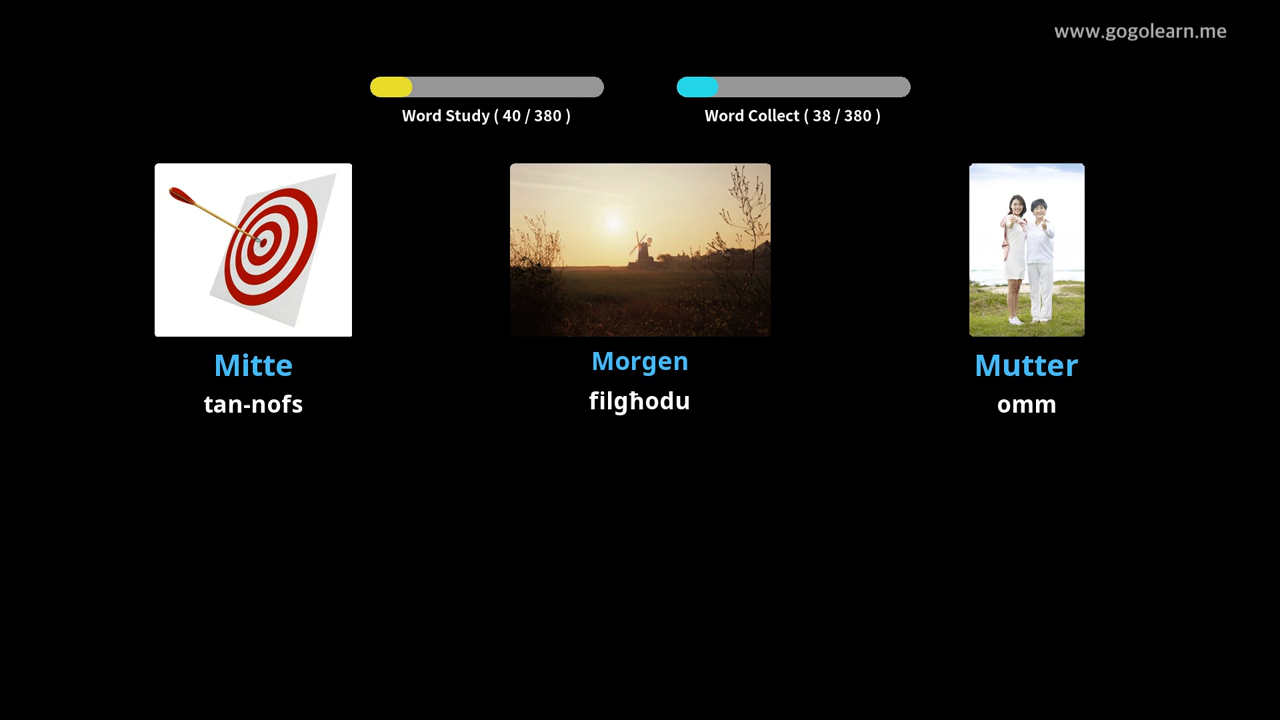 www.gogolearn.me
Word Study ( 40 / 380 )
Word Collect ( 38 / 380 )
Mitte
tan-nofs
Morgen
filgħodu
Mutter
omm